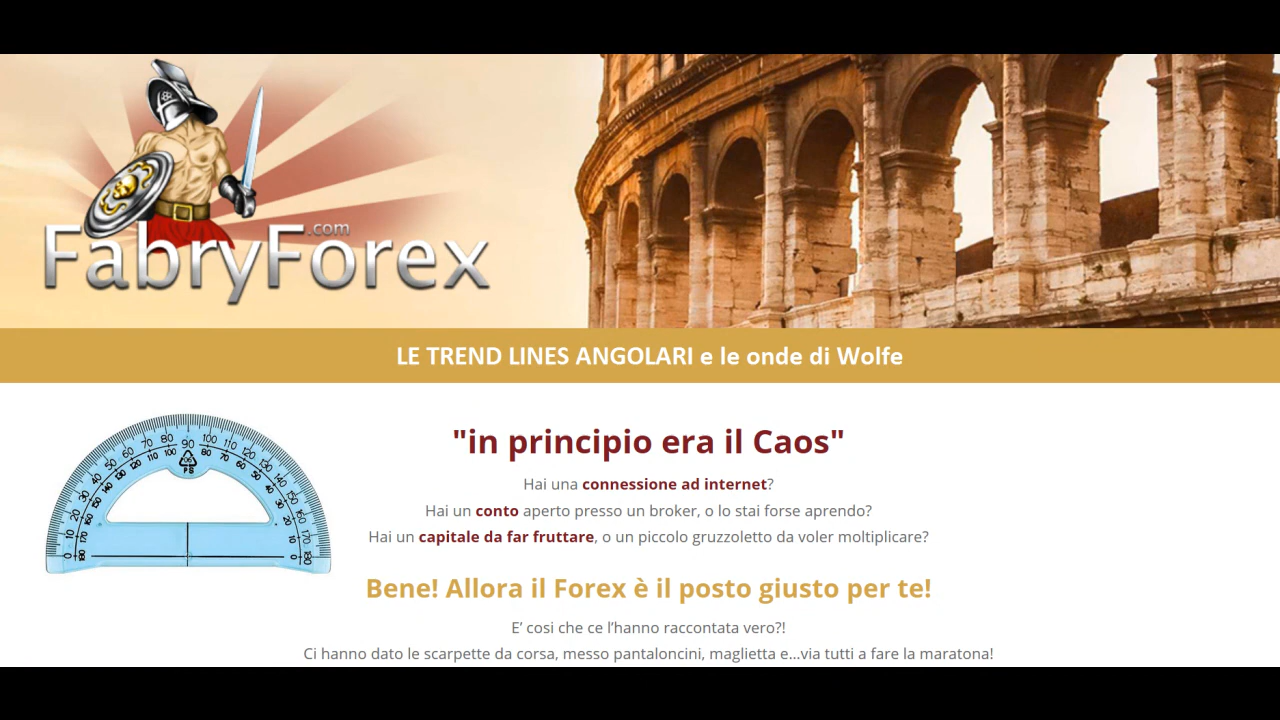 FabryForex
.com
LE TREND LINES ANGOLARI e le onde di Wolfe
"in principio era il Caos"
Hai una connessione ad internet?
Hai un conto aperto presso un broker, o lo stai forse aprendo?
Hai un capitale da far fruttare, o un piccolo gruzzoletto da voler moltiplicare?
Bene! Allora il Forex è il posto giusto per te!
E’ cosi che ce l’hanno raccontata vero?!
Ci hanno dato le scarpette da corsa, messo pantaloncini, maglietta e...via tutti a fare la maratona!